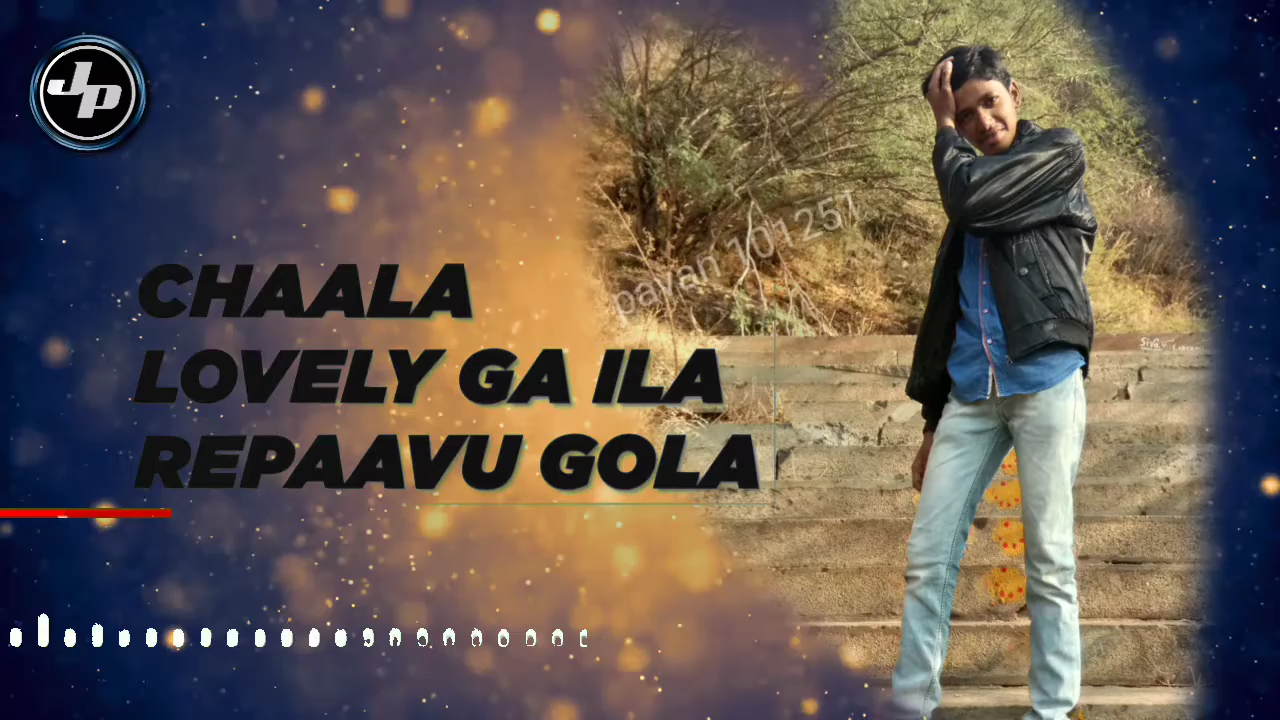 JP
CHAALA
LOVELY GA ILA
REPAAVU GOLA
pavan 101251